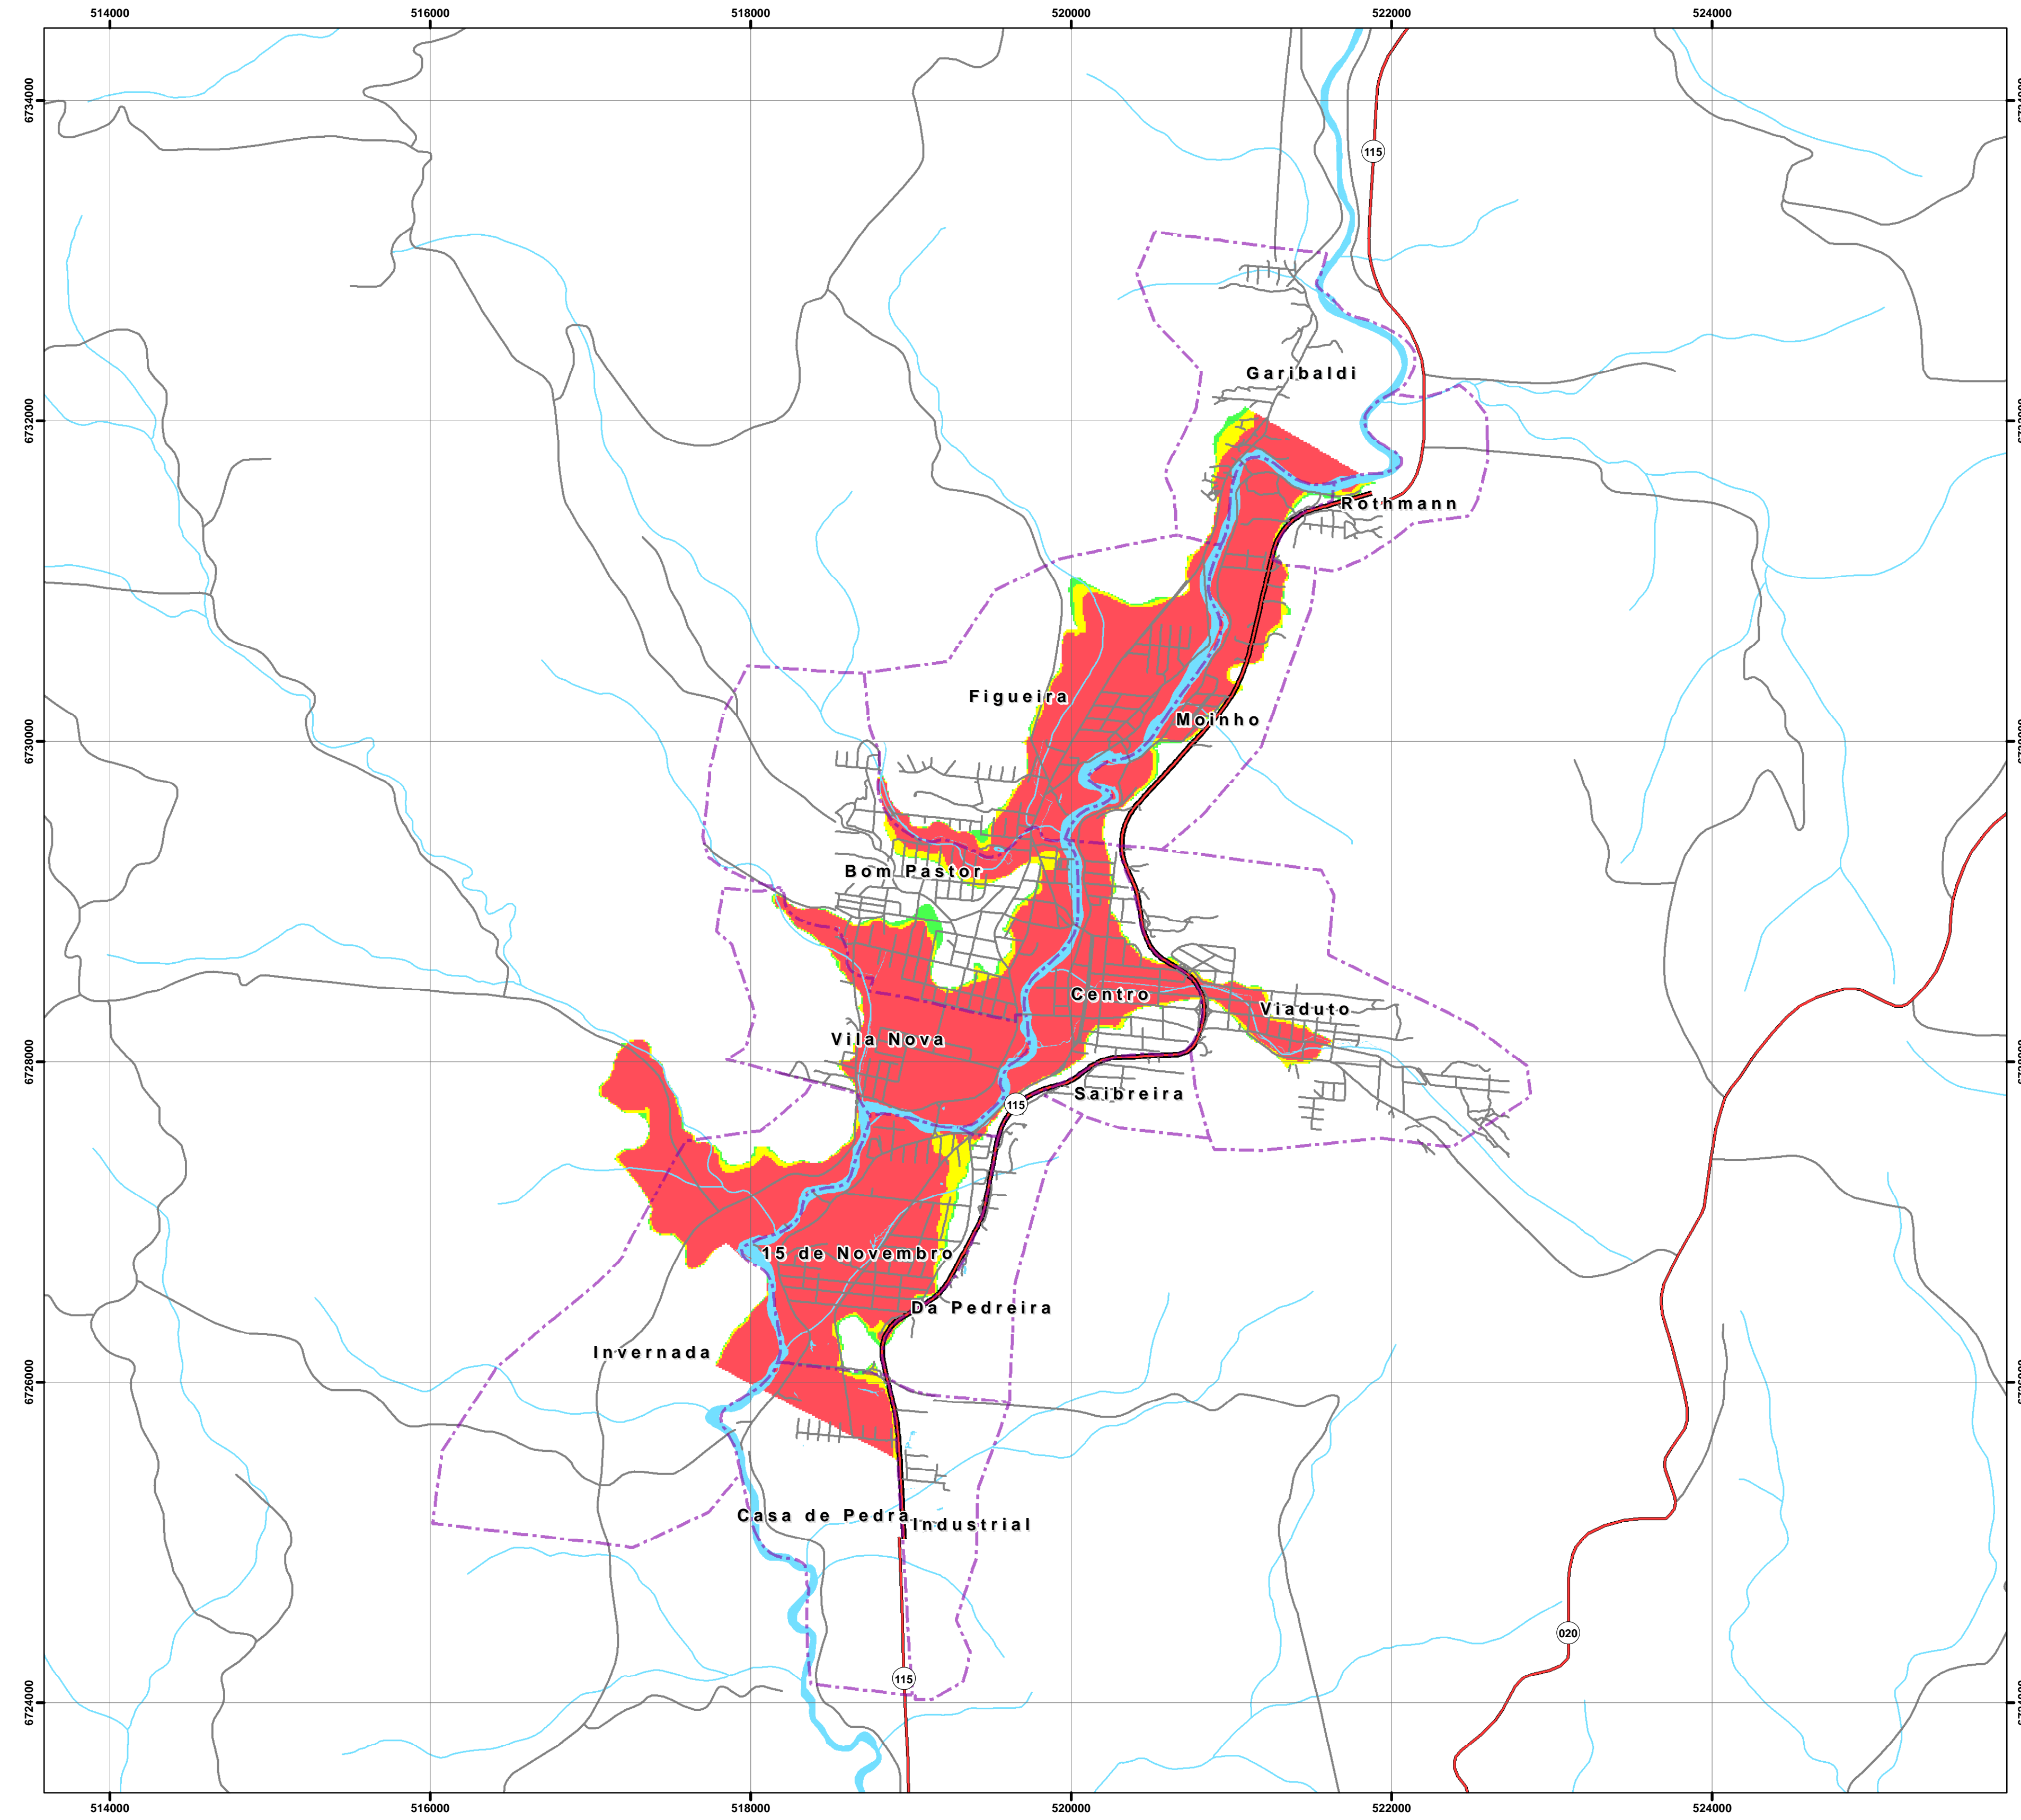 514000 516000 518000 520000 522000 524000
6734000
6732000
6730000
6728000
6726000
6724000
115
Garibaldi
Rothmann
Figueira
Moinho
Bom Pastor
Centro
Viaduto
Vila Nova
Saibreira
115
15 de Novembro
Da Pedreira
Invernada
Casa de Pedra
Industrial
020
115
514000 516000 518000 520000 522000 524000